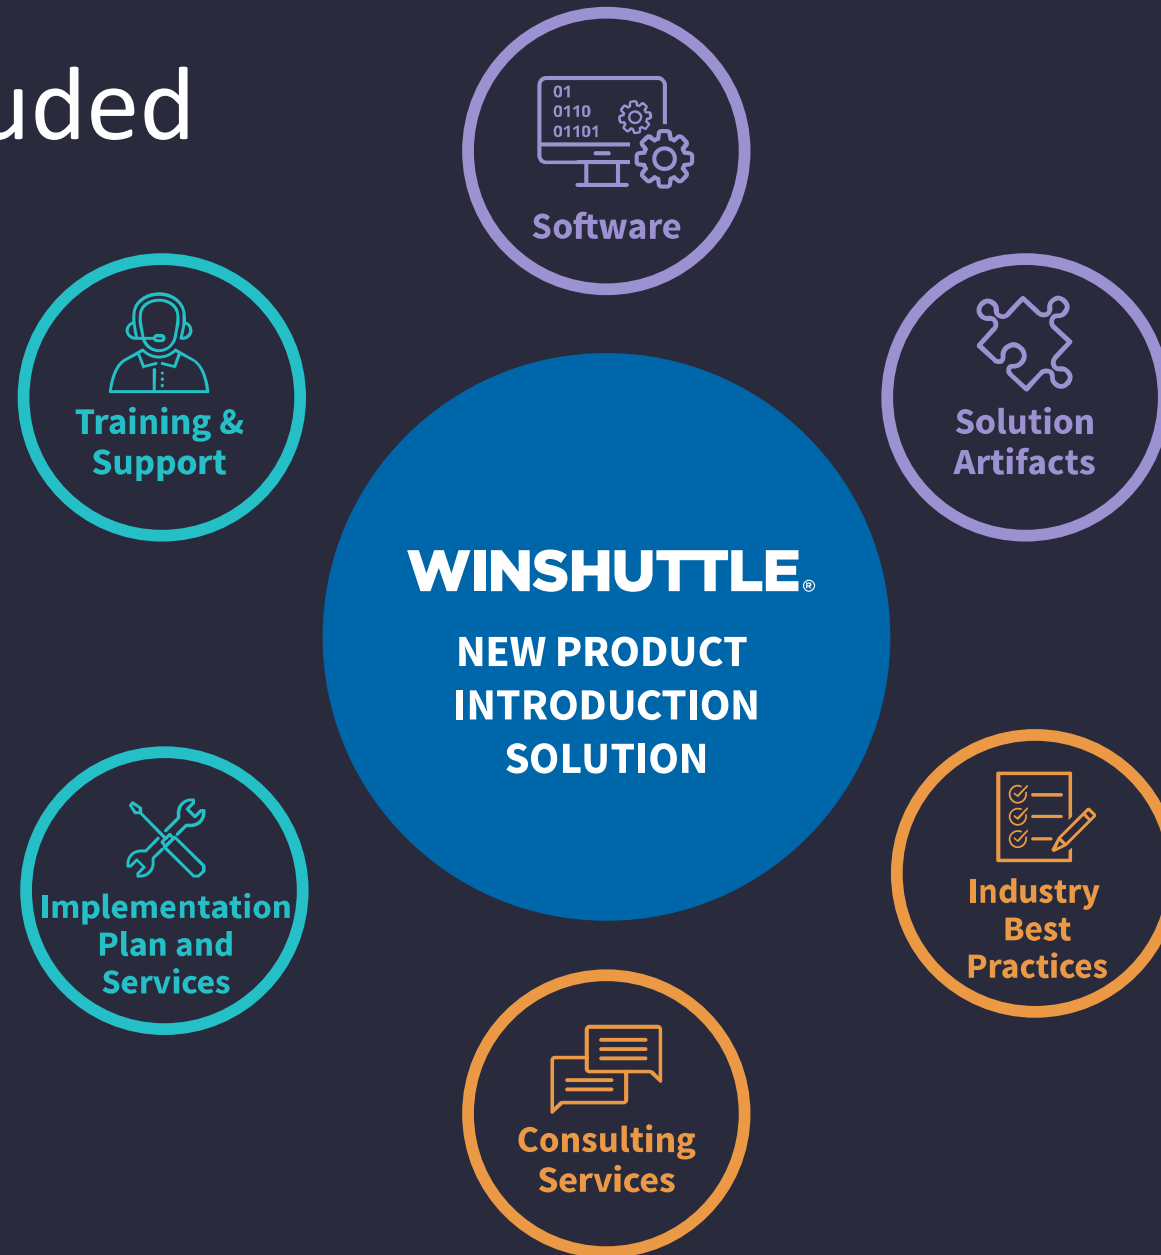 uded
01
0110
01101
Software
Training &
Support
Solution
Artifacts
WINSHUTTLE®
NEW PRODUCT
INTRODUCTION
SOLUTION
Implementation
Plan and
Services
Industry
Best
Practices
Consulting
Services